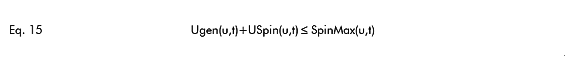 Eq. 15 Ugen(u,t)+USpin(u,t) ≤ SpinMax(u,t)